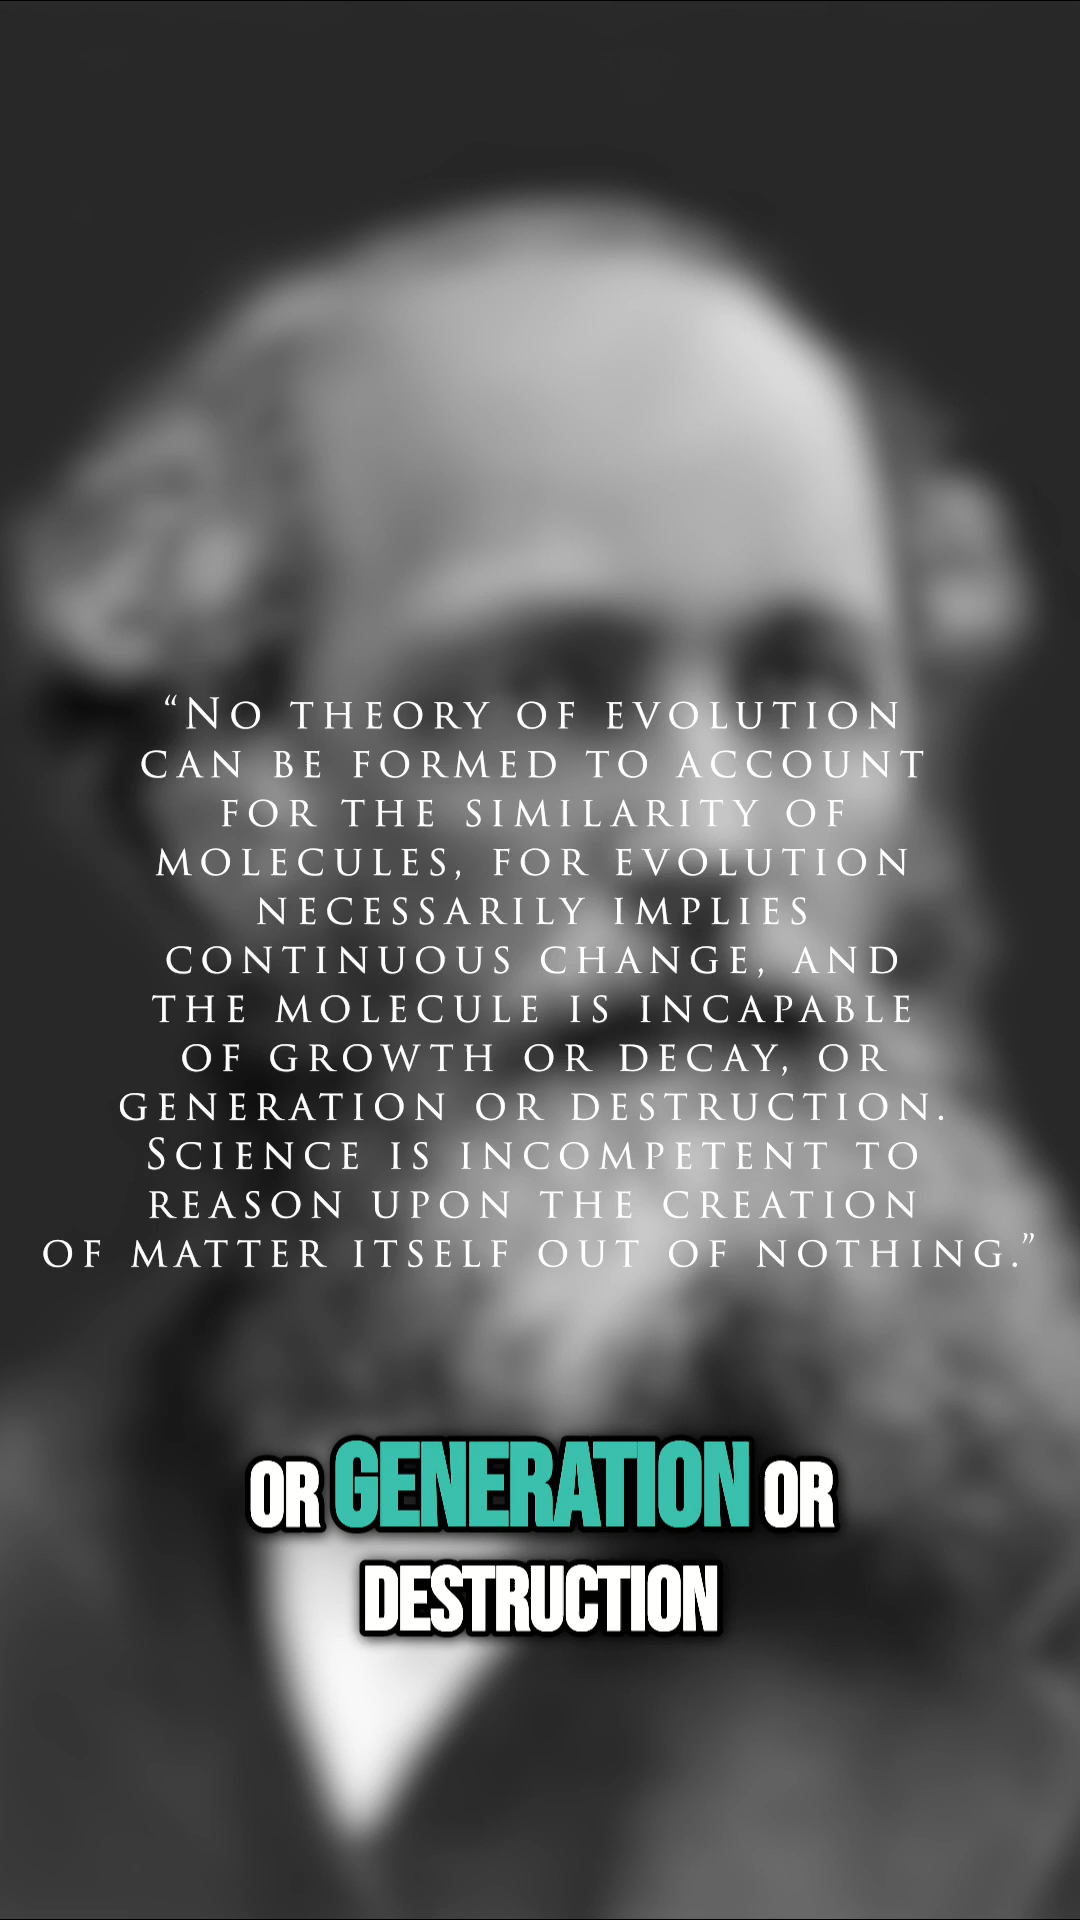 “No theory of evolution
can be formed to account
for the similarity of
molecules, for evolution
necessarily implies
continuous change, and
the molecule is incapable
of growth or decay, or
generation or destruction.
Science is incompetent to
reason upon the creation
of matter itself out of nothing.”
OR GENERATION OR
DESTRUCTION